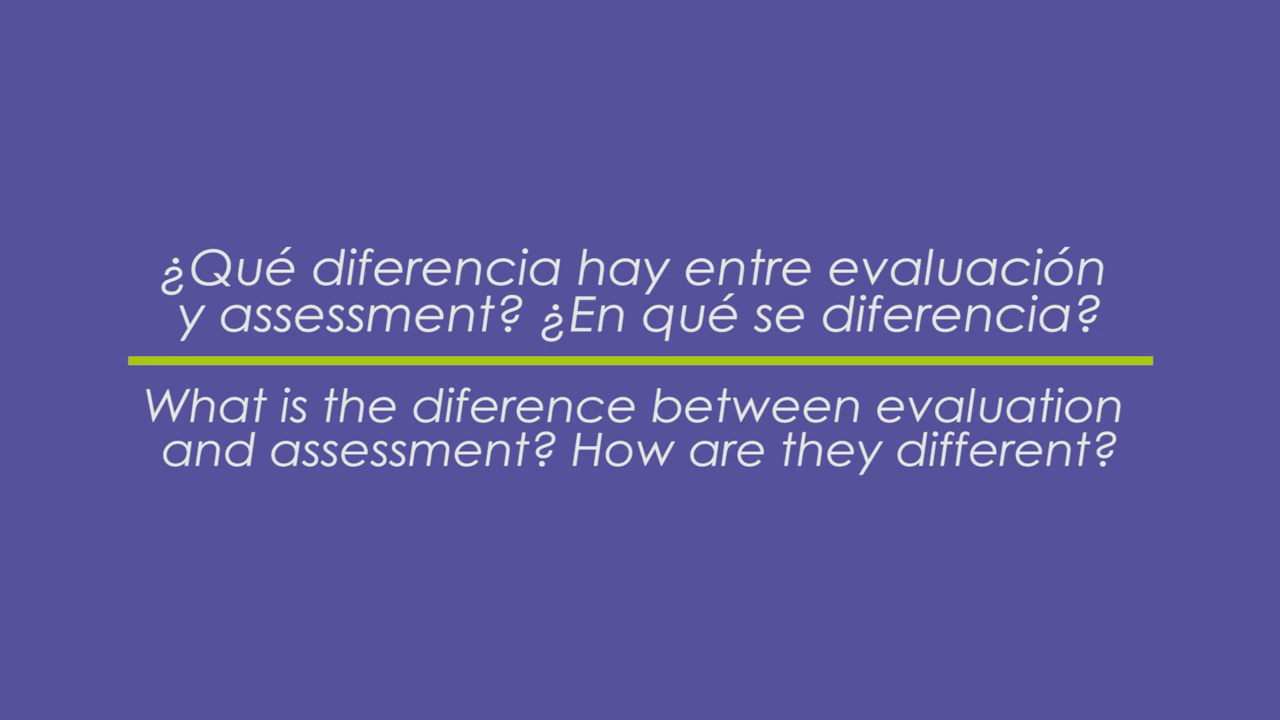 ¿Qué diferencia hay entre evaluación
y assessment? ¿En qué se diferencia?
What is the diference between evaluation
and assessment? How are they different?